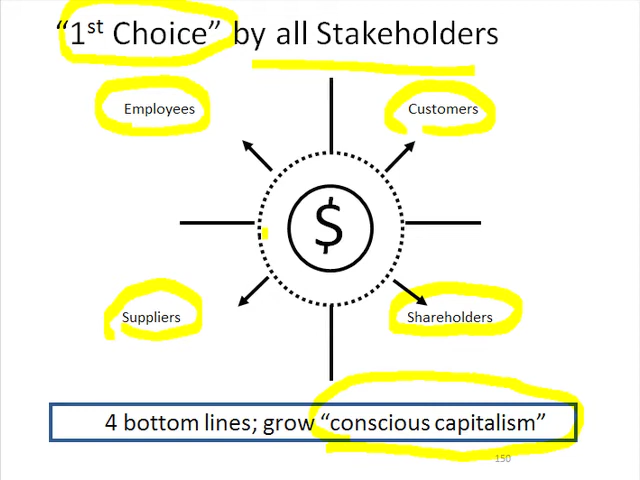 “1st Choice” by all Stakeholders
Employees
Customers
$
Suppliers
Shareholders
4 bottom lines; grow “conscious capitalism”
150